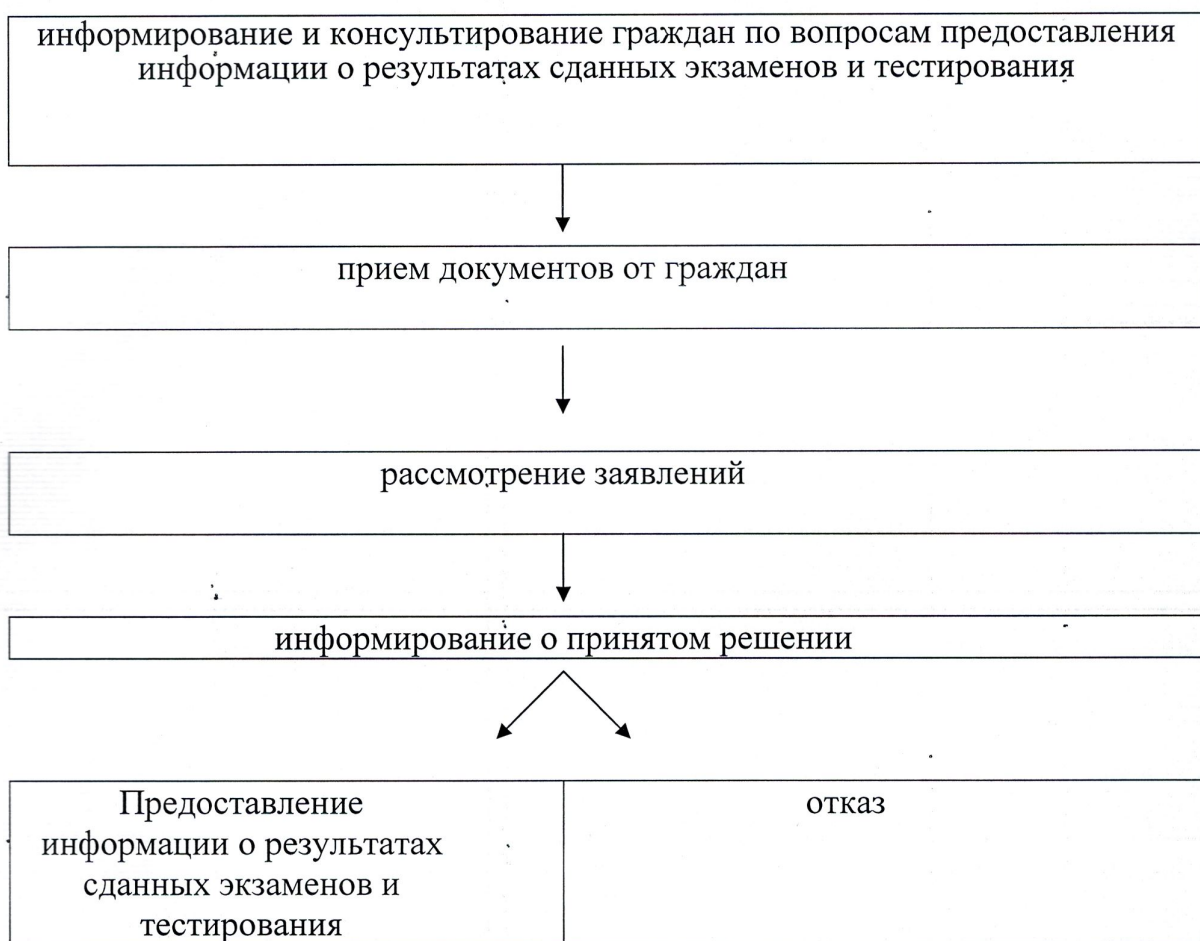 информирование и консультирование граждан по вопросам предоставления
информации о результатах сданных экзаменов и тестирования
прием документов от граждан
рассмотрение заявлений
информирование о принятом решении
Предоставление
информации о результатах
сданных экзаменов и
тестирования
отказ